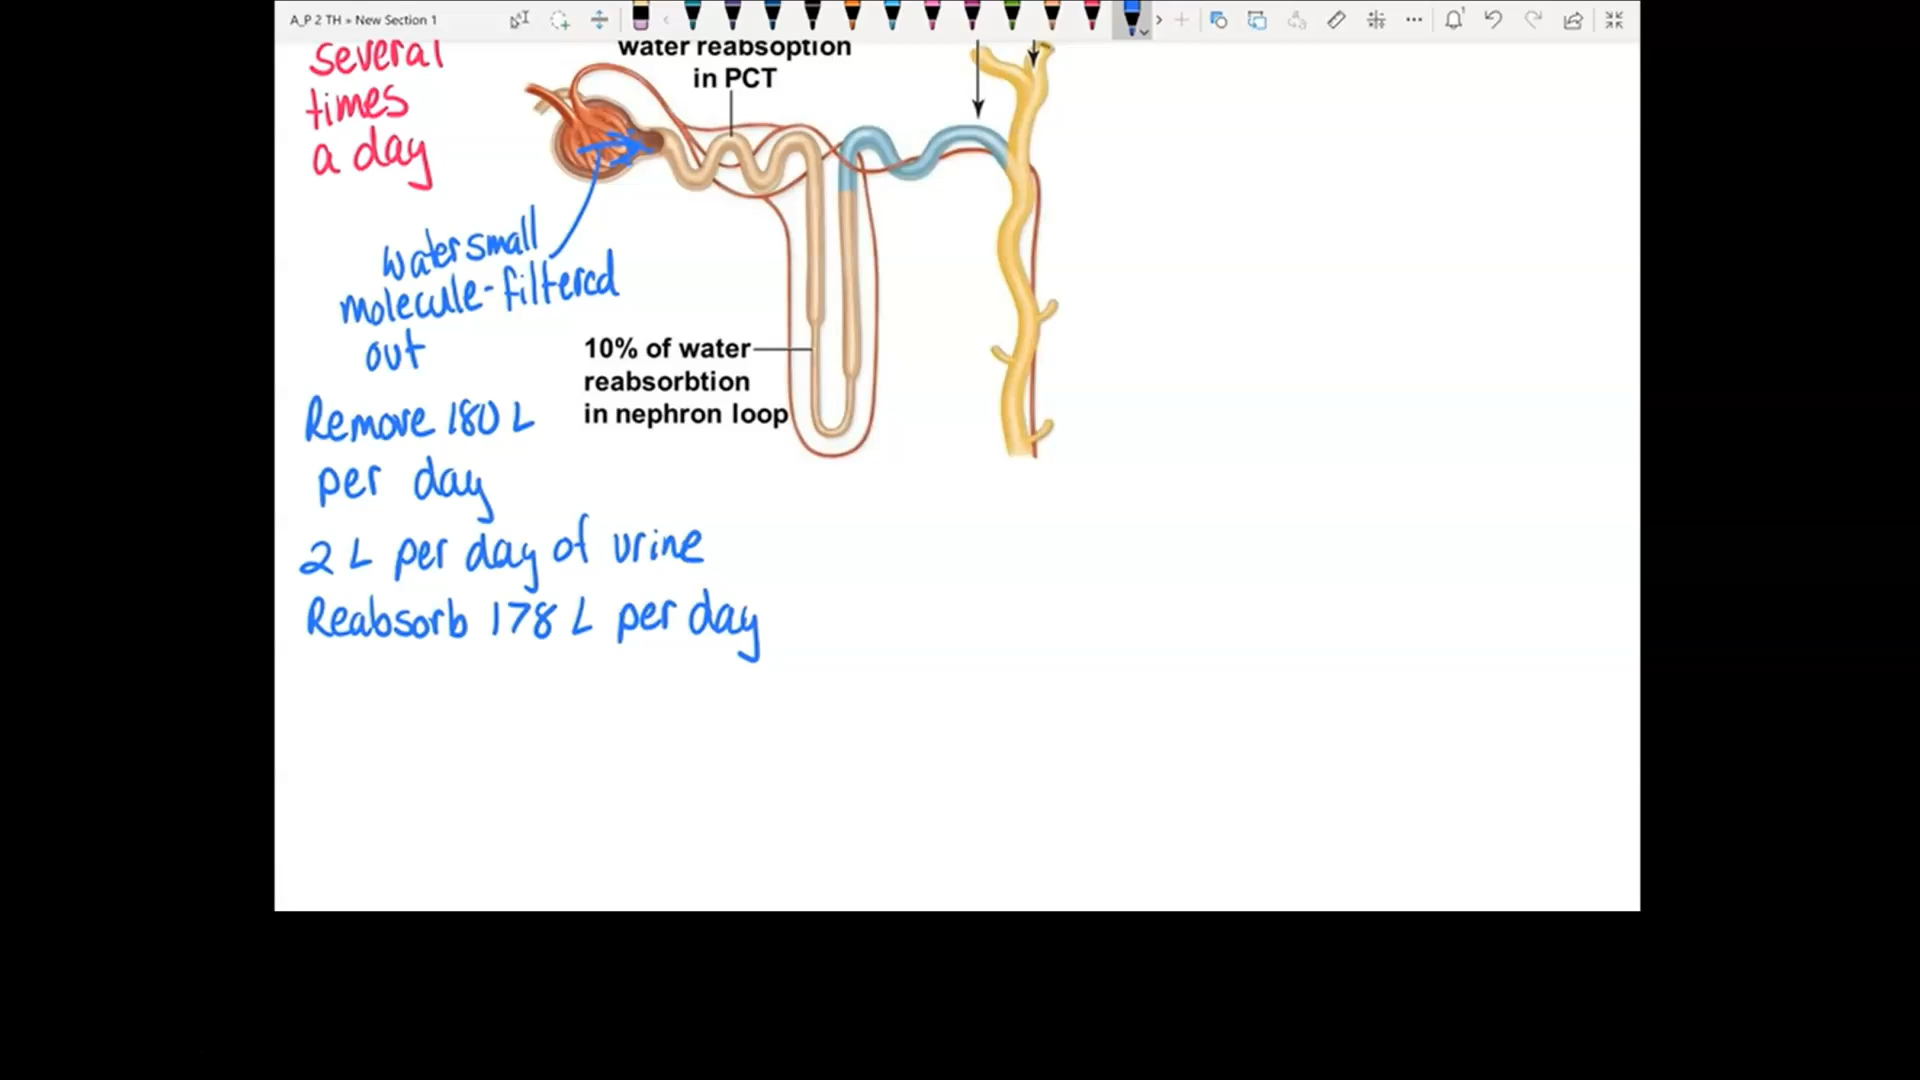 A_P 2 TH » New Section 1
several
times
a day
water reabsoption
in PCT
water small
molecule-filtered
out
10% of water
reabsorbtion
in nephron loop
Remove 180 L
per day
2 L per day of urine
Reabsorb 178 L per day